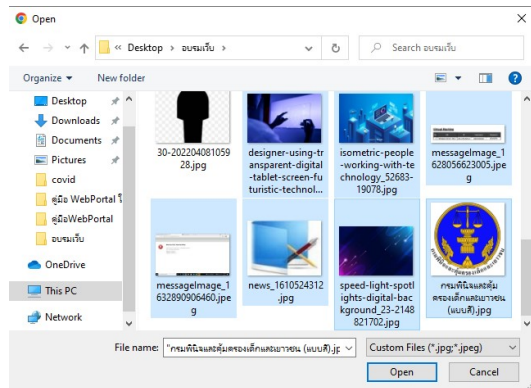 Open
« Desktop › อบรมเว็บ ›
Search อบรมเว็บ
Organize
New folder
Desktop
Downloads
Documents
Pictures
covid
คู่มือ WebPortal
คู่มือWebPortal
อบรมเว็บ
OneDrive
This PC
Network
30-202204081059
28.jpg
designer-using-tr
ansparent-digital
-tablet-screen-fu
turistic-technol...
isometric-people
-working-with-te
chnology_52683-
19078.jpg
messageImage_1
628056623005.jpe
g
messageImage_1
632890906460.jpe
g
news_1610524312
.jpg
speed-light-spotl
ights-digital-bac
kground_23-2148
821702.jpg
กรมพินิจและคุ้ม
ครองเด็กและเยาวชน
(แบบสี).jpg
File name:
"กรมพินิจและคุ้มครองเด็กและเยาวชน (แบบสี).jp
Custom Files (*.jpg;*.jpeg)
Open
Cancel